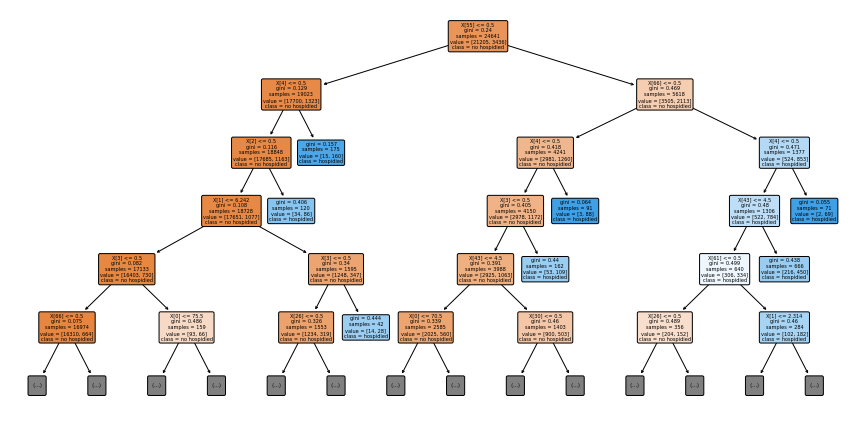 X[55] <= 0.5
gini = 0.24
samples = 24641
value = [21205, 3436]
class = no hospidied
X[4] <= 0.5
gini = 0.129
samples = 19023
value = [17700, 1323]
class = no hospidied
X[66] <= 0.5
gini = 0.469
samples = 5618
value = [3505, 2113]
class = no hospidied
X[2] <= 0.5
gini = 0.116
samples = 18848
value = [17685, 1163]
class = no hospidied
gini = 0.157
samples = 175
value = [15, 160]
class = hospidied
X[4] <= 0.5
gini = 0.418
samples = 4241
value = [2981, 1260]
class = no hospidied
X[4] <= 0.5
gini = 0.471
samples = 1377
value = [524, 853]
class = hospidied
X[1] <= 6.242
gini = 0.108
samples = 18728
value = [17651, 1077]
class = no hospidied
gini = 0.406
samples = 120
value = [34, 86]
class = hospidied
X[3] <= 0.5
gini = 0.405
samples = 4150
value = [2978, 1172]
class = no hospidied
gini = 0.064
samples = 91
value = [3, 88]
class = hospidied
X[43] <= 4.5
gini = 0.48
samples = 1306
value = [522, 784]
class = hospidied
gini = 0.055
samples = 71
value = [2, 69]
class = hospidied
X[3] <= 0.5
gini = 0.082
samples = 17133
value = [16403, 730]
class = no hospidied
X[3] <= 0.5
gini = 0.34
samples = 1595
value = [1248, 347]
class = no hospidied
X[43] <= 4.5
gini = 0.391
samples = 3988
value = [2925, 1063]
class = no hospidied
gini = 0.44
samples = 162
value = [53, 109]
class = hospidied
X[61] <= 0.5
gini = 0.499
samples = 640
value = [306, 334]
class = hospidied
gini = 0.438
samples = 666
value = [216, 450]
class = hospidied
X[66] <= 0.5
gini = 0.075
samples = 16974
value = [16310, 664]
class = no hospidied
X[0] <= 75.5
gini = 0.486
samples = 159
value = [93, 66]
class = no hospidied
X[26] <= 0.5
gini = 0.326
samples = 1553
value = [1234, 319]
class = no hospidied
gini = 0.444
samples = 42
value = [14, 28]
class = hospidied
X[0] <= 70.5
gini = 0.339
samples = 2585
value = [2025, 560]
class = no hospidied
X[30] <= 0.5
gini = 0.46
samples = 1403
value = [900, 503]
class = no hospidied
X[26] <= 0.5
gini = 0.489
samples = 356
value = [204, 152]
class = no hospidied
X[1] <= 2.314
gini = 0.46
samples = 284
value = [102, 182]
class = hospidied
(...)
(...)
(...)
(...)
(...)
(...)
(...)
(...)
(...)
(...)
(...)
(...)
(...)
(...)